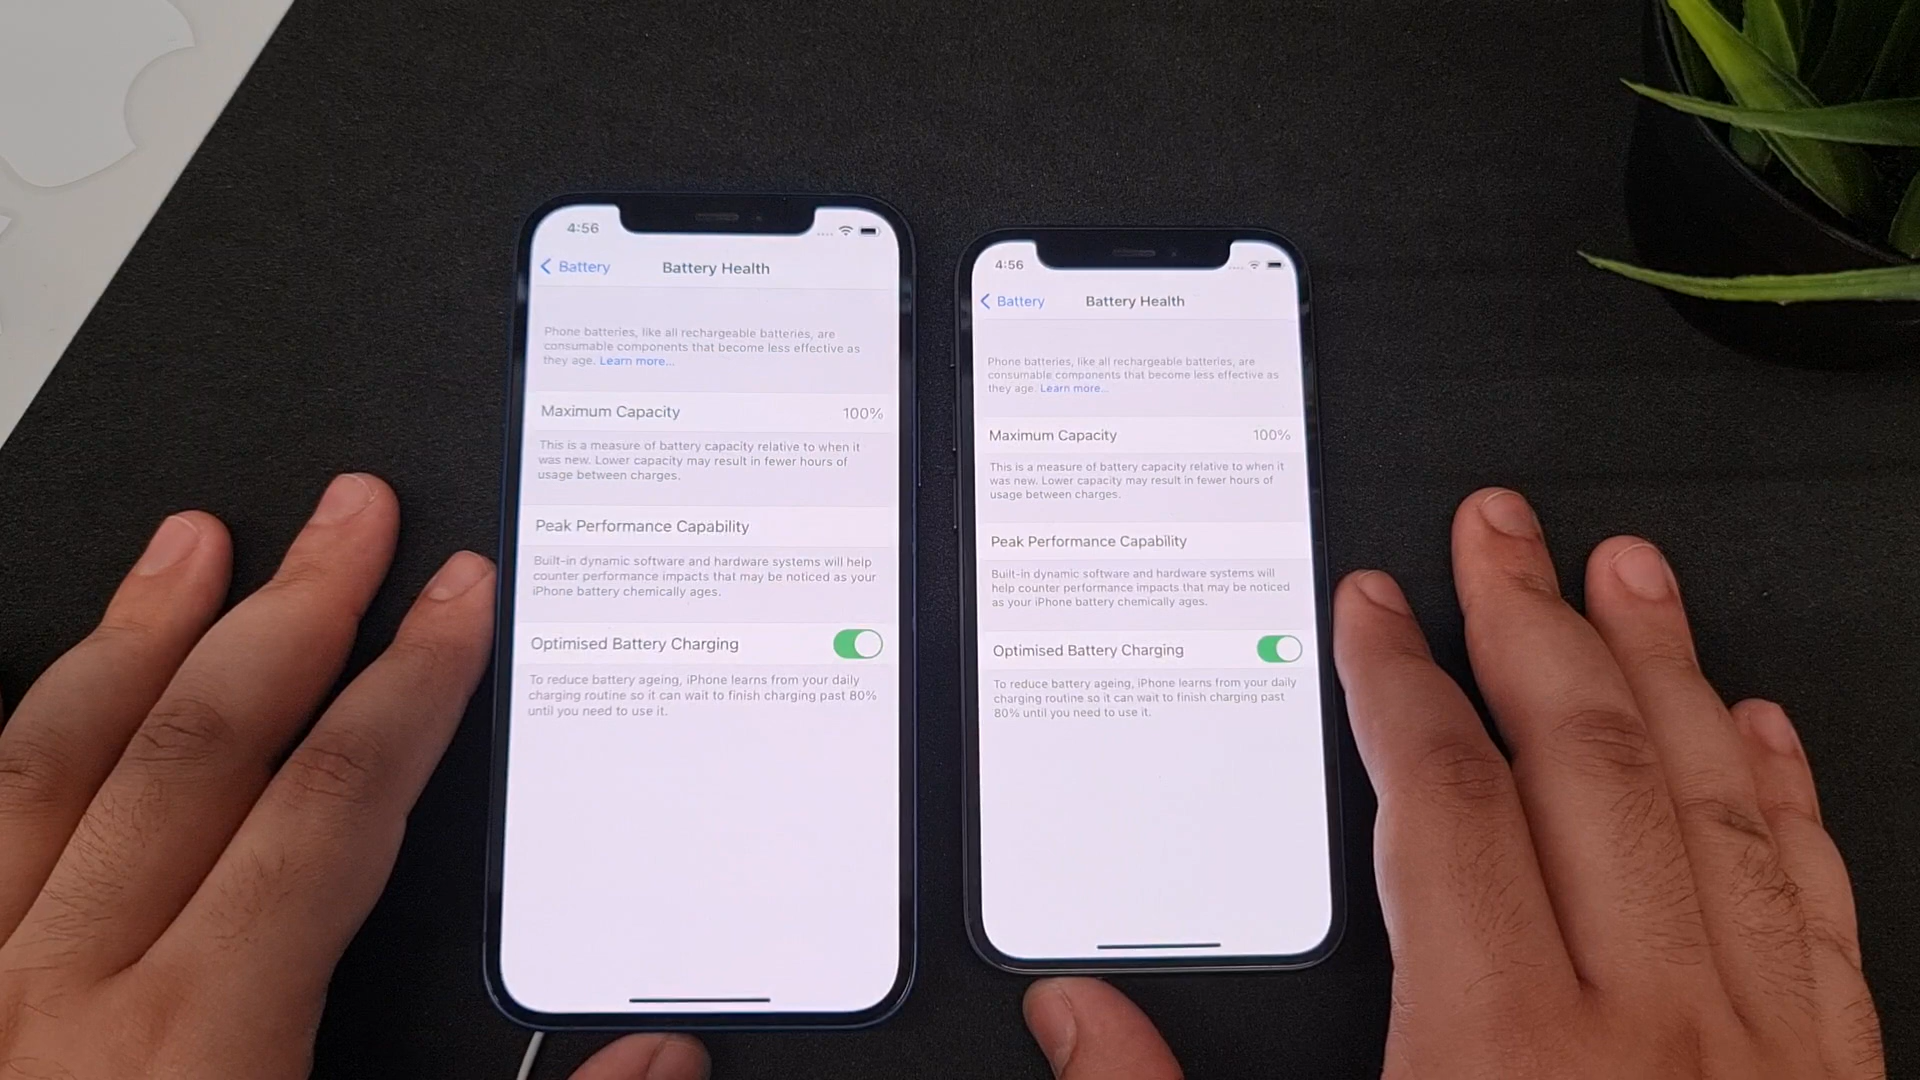 4:56
Battery
Battery Health
Phone batteries, like all rechargeable batteries, are
consumable components that become less effective as
they age. Learn more...
Maximum Capacity 100%
This is a measure of battery capacity relative to when it
was new. Lower capacity may result in fewer hours of
usage between charges.
Peak Performance Capability
Built-in dynamic software and hardware systems will help
counter performance impacts that may be noticed as your
iPhone battery chemically ages.
Optimised Battery Charging
To reduce battery ageing, iPhone learns from your daily
charging routine so it can wait to finish charging past 80%
until you need to use it.
4:56
Battery
Battery Health
Phone batteries, like all rechargeable batteries, are
consumable components that become less effective as
they age. Learn more...
Maximum Capacity 100%
This is a measure of battery capacity relative to when it
was new. Lower capacity may result in fewer hours of
usage between charges.
Peak Performance Capability
Built-in dynamic software and hardware systems will
help counter performance impacts that may be noticed
as your iPhone battery chemically ages.
Optimised Battery Charging
To reduce battery ageing, iPhone learns from your daily
charging routine so it can wait to finish charging past
80% until you need to use it.